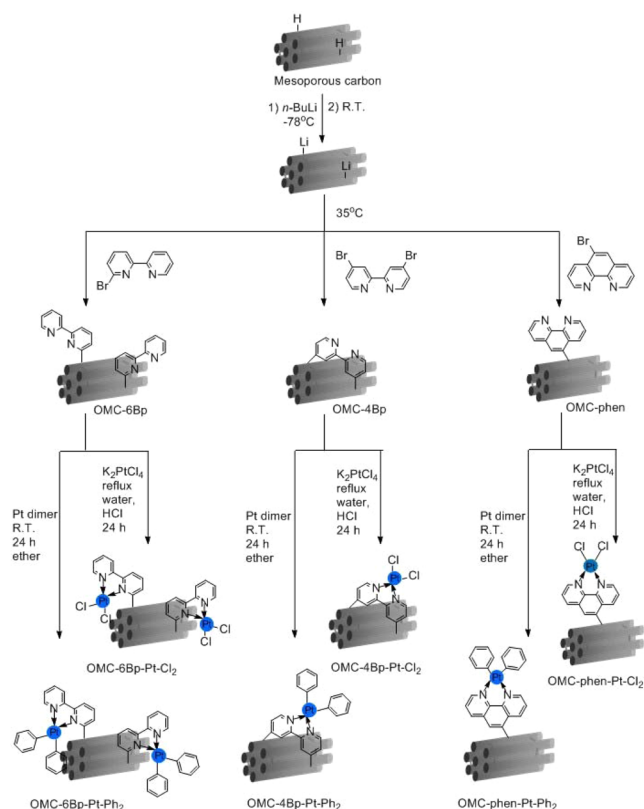 H
H
Mesoporous carbon
1) n-BuLi 2) R.T.
-78°C
Li
Li
35°C
Br
N
N
Br
Br
N
N
Br
N
N
N
N
N
N
N
N
N
N
OMC-6Bp
OMC-4Bp
OMC-phen
K₂PtCl₄
reflux
water,
HCl
24 h
Pt dimer
R.T.
24 h
ether
K₂PtCl₄
reflux
water,
HCl
24 h
Pt dimer
R.T.
24 h
ether
K₂PtCl₄
reflux
water,
HCl
24 h
Pt dimer
R.T.
24 h
ether
N
N
Pt
Cl
Cl
N
N
Pt
Cl
Cl
OMC-6Bp-Pt-Cl₂
Cl
Cl
Pt
N
N
OMC-4Bp-Pt-Cl₂
Cl
Cl
Pt
N
N
OMC-phen-Pt-Cl₂
N
N
Pt
N
N
Pt
OMC-6Bp-Pt-Ph₂
Pt
N
N
OMC-4Bp-Pt-Ph₂
Pt
N
N
OMC-phen-Pt-Ph₂